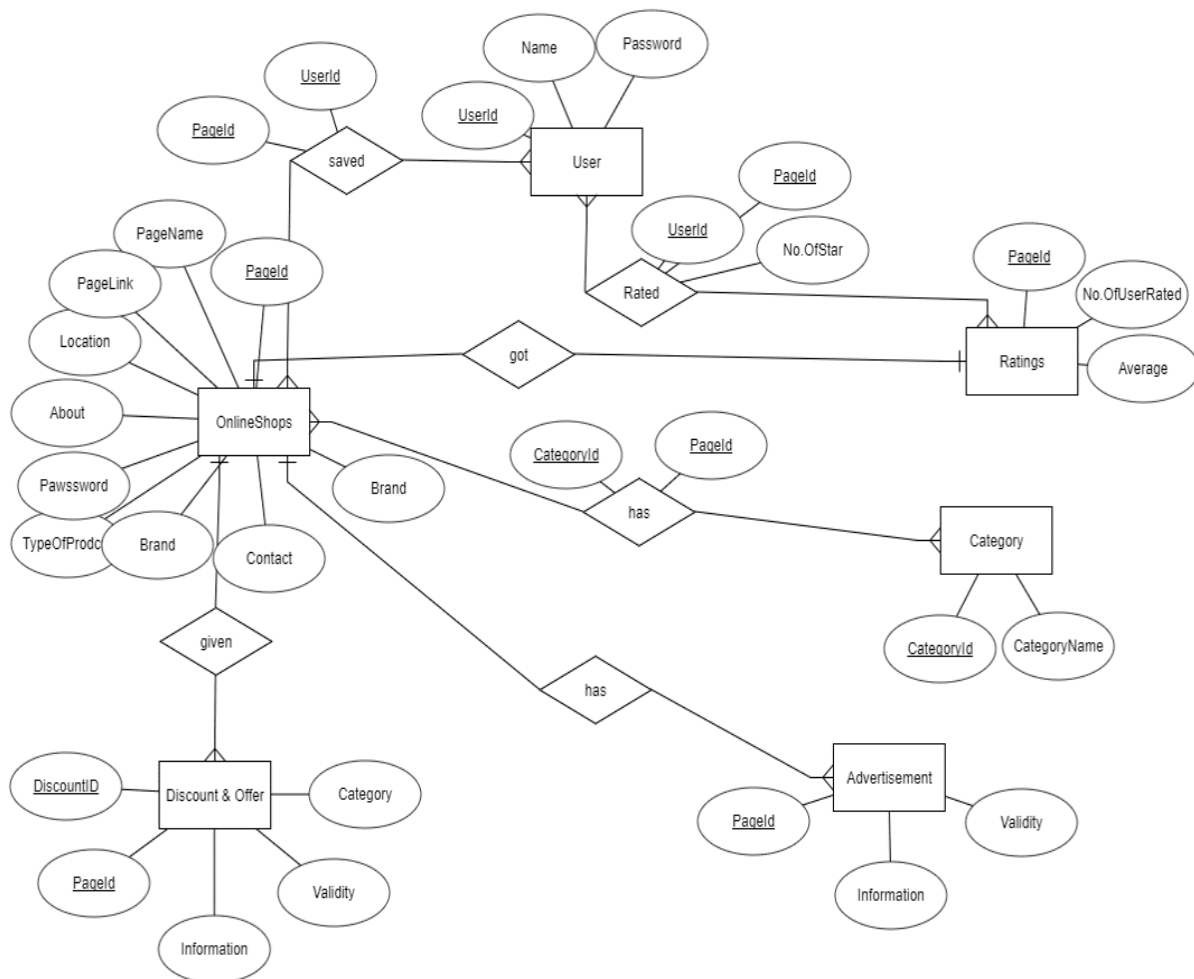 Name
Password
UserId
UserId
PageId
saved
User
PageId
UserId
No.OfStar
PageName
PageId
PageId
PageLink
Rated
No.OfUserRated
Location
got
Ratings
Average
About
OnlineShops
PageId
CategoryId
Pawssword
Brand
has
TypeOfProdc
Brand
Contact
Category
given
CategoryId
CategoryName
has
DiscountID
Discount & Offer
Category
Advertisement
PageId
Validity
PageId
Validity
Information
Information